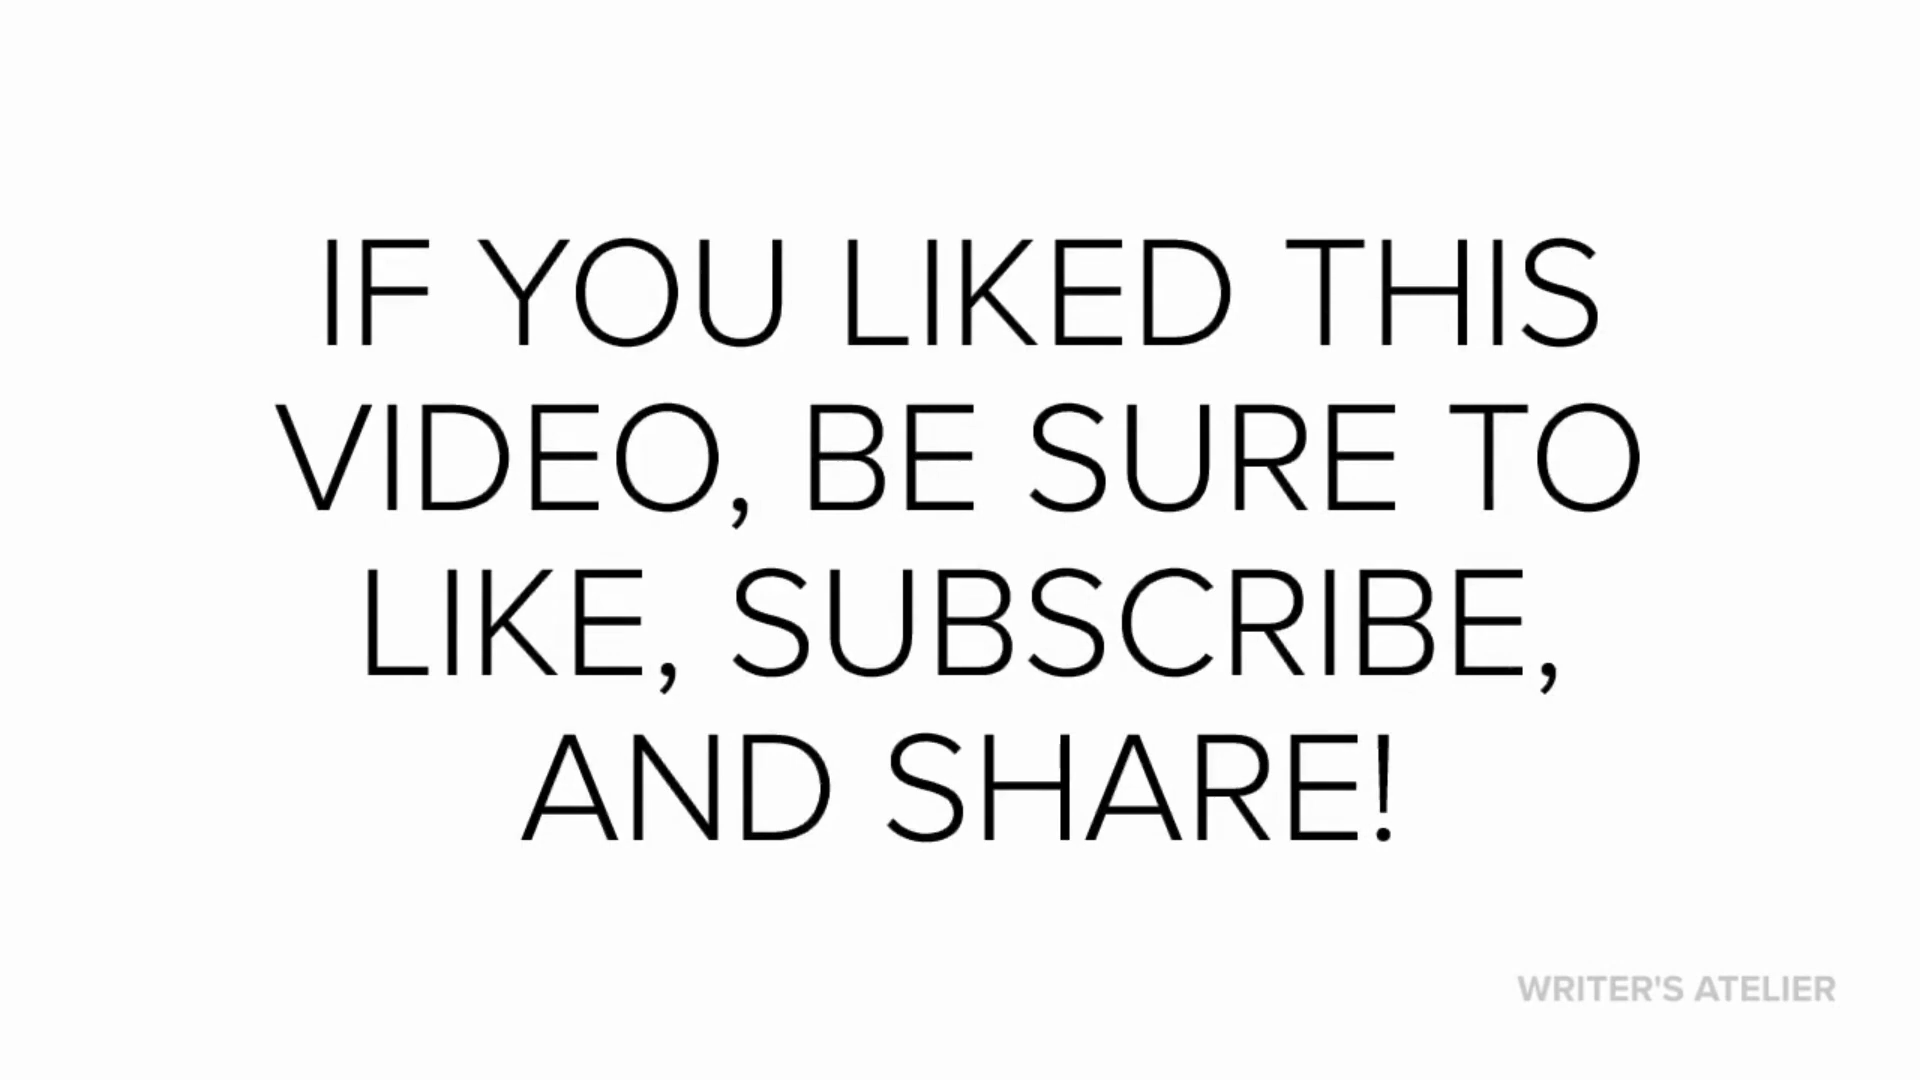 IF YOU LIKED THIS
VIDEO, BE SURE TO
LIKE, SUBSCRIBE,
AND SHARE!
WRITER'S ATELIER